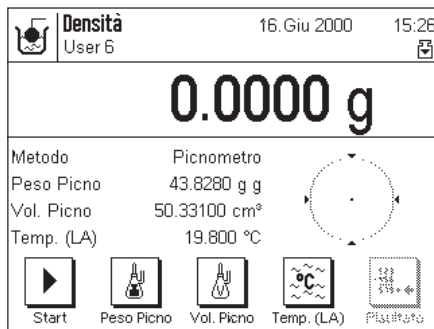 Densità 16.Giu 2000 15:26
User 6
0.0000 g
Metodo Picnometro
Peso Picno 43.8280 g g
Vol. Picno 50.33100 cm³
Temp. (LA) 19.800 °C
V °C
Start Peso Picno Vol. Picno Temp. (LA)